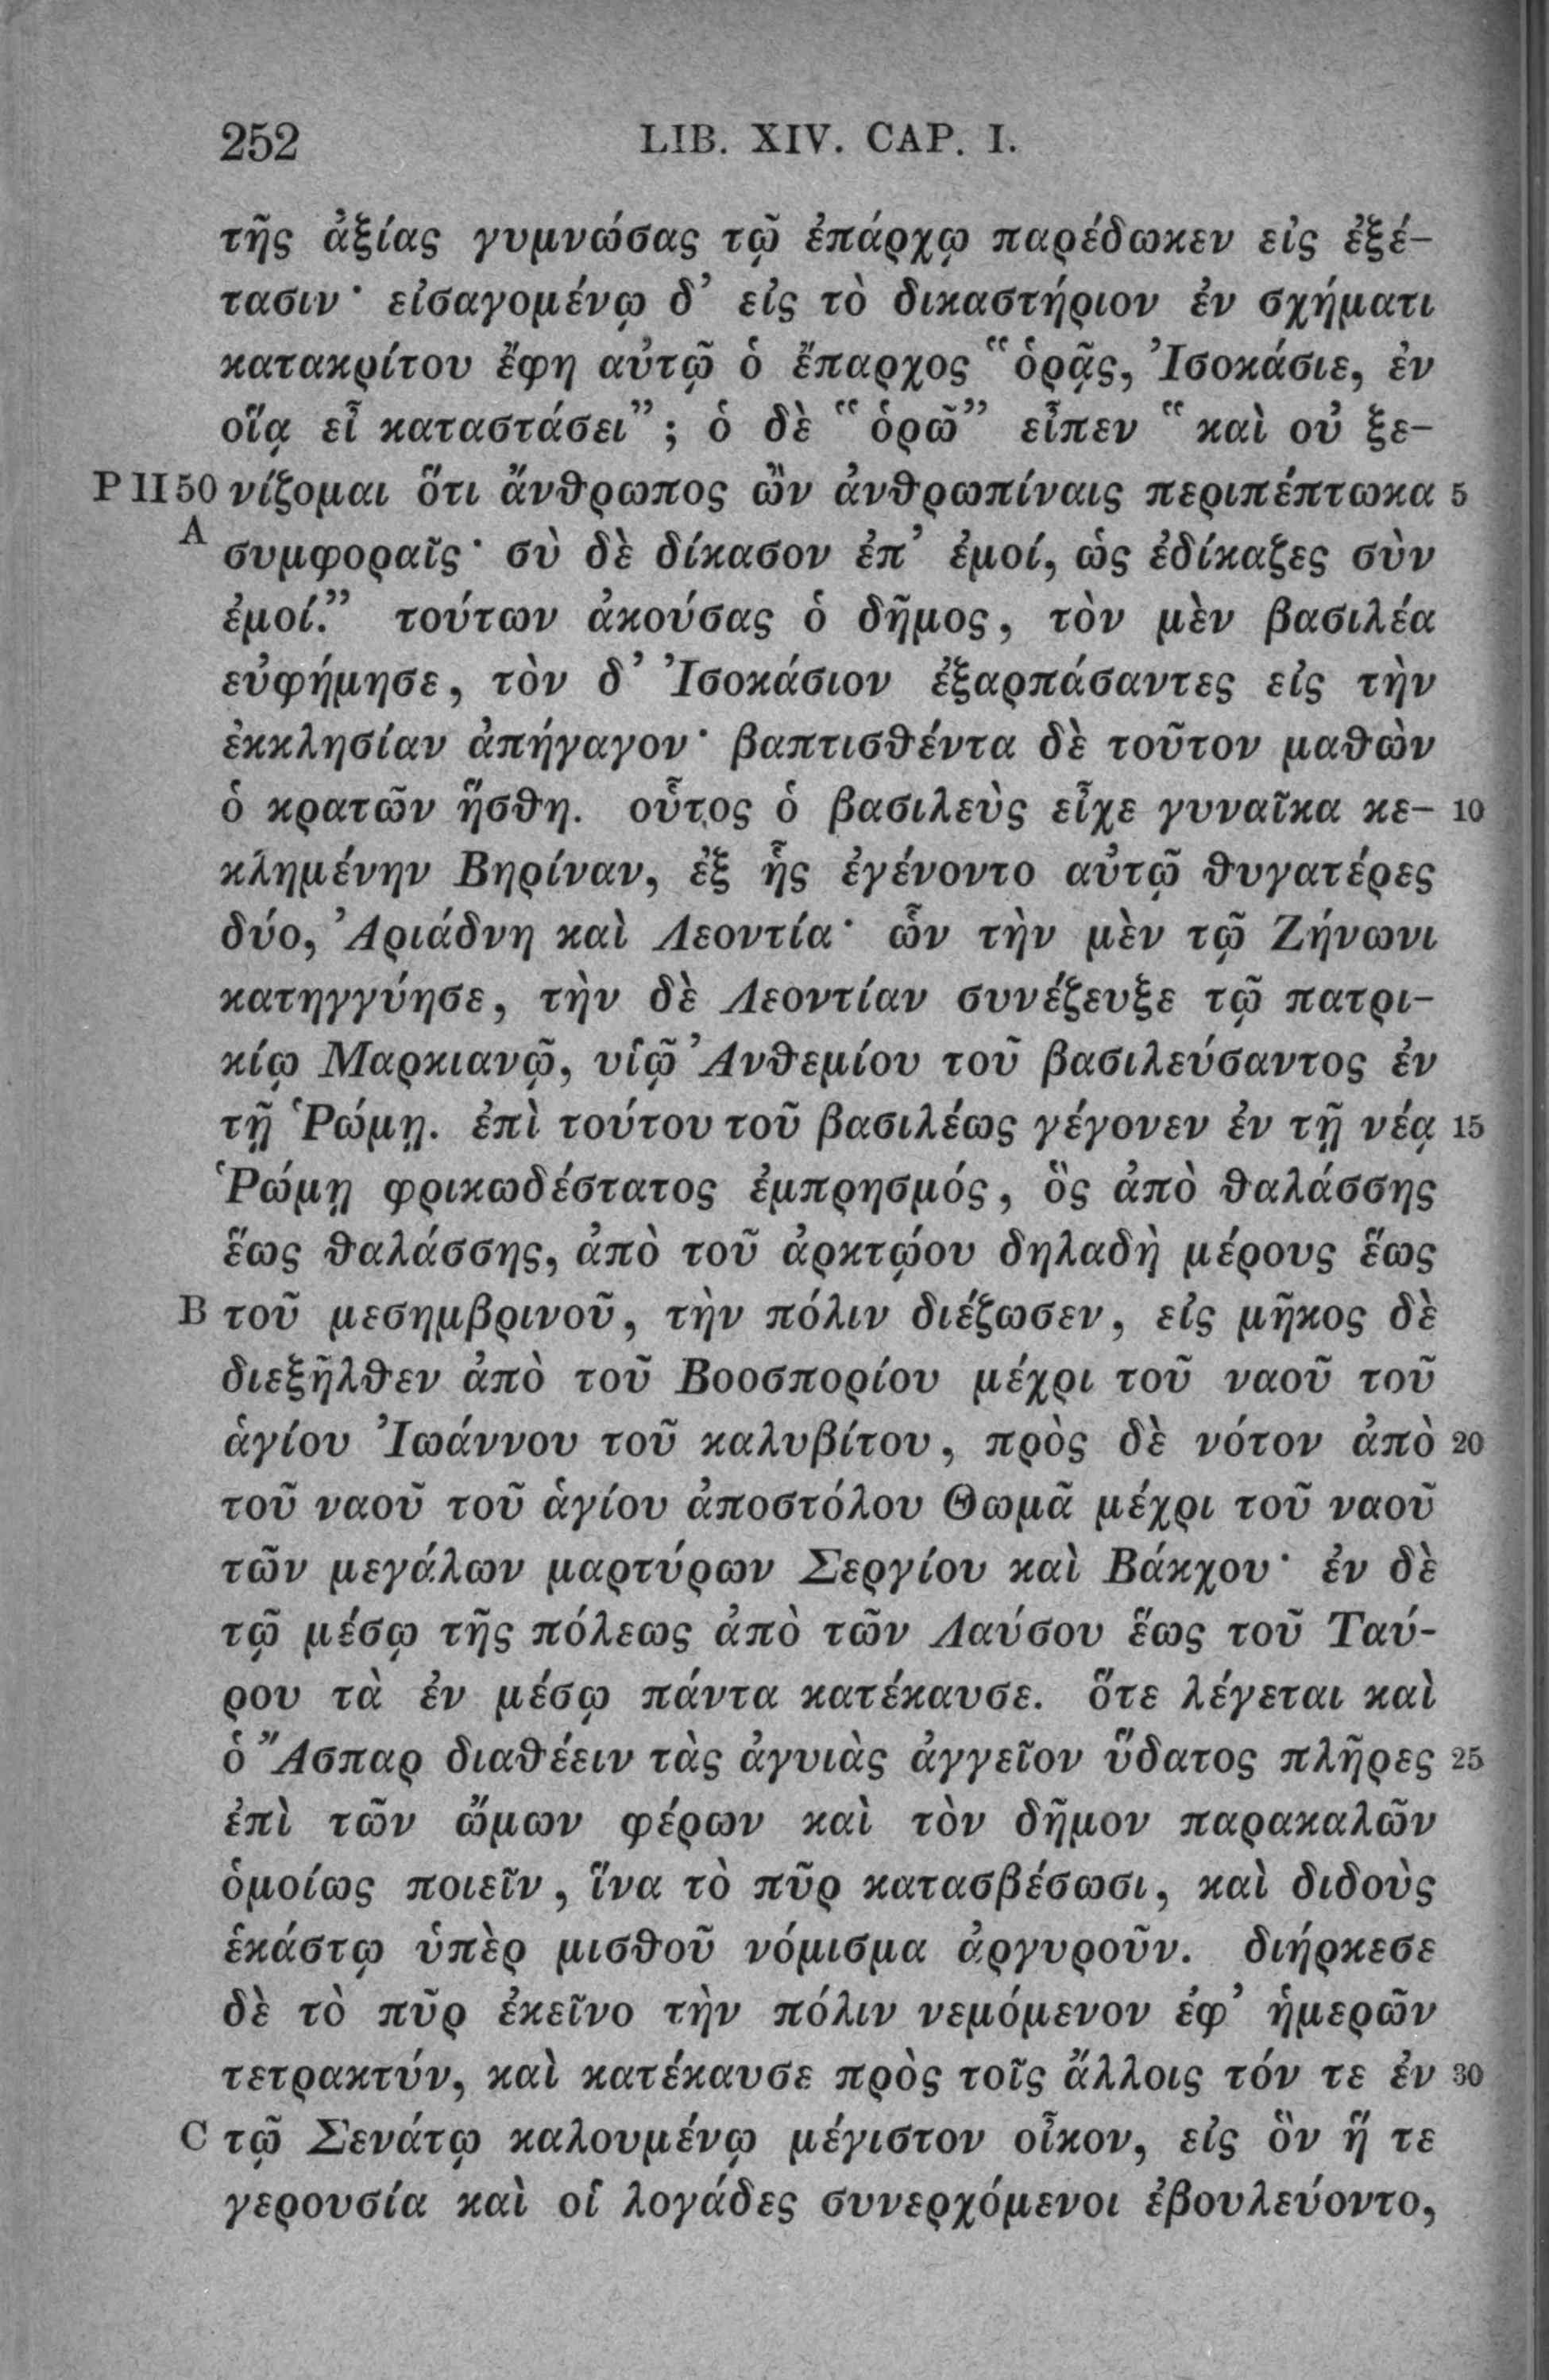 252 LIB. XIV. CAP. I.
τῆς ἀξίας γυμνώσας τῷ ἐπάρχῳ παρέδωκεν εἰς ἐξέ-
τασιν· εἰσαγομένῳ δ’ εἰς τὸ δικαστήριον ἐν σχήματι
κατακρίτου ἔφη αὐτῷ ὁ ἔπαρχος “ὁρᾷς, Ἰσοκάσιε, ἐν
οἵᾳ εἶ καταστάσει”; ὁ δὲ “ὁρῶ” εἶπεν “καὶ οὐ ξε-
P II 50 νίζομαι ὅτι ἄνθρωπος ὢν ἀνθρωπίναις περιπέπτωκα 5
A συμφοραῖς· σὺ δὲ δίκασον ἐπ’ ἐμοί, ὡς ἐδίκαζες σὺν
ἐμοί.” τούτων ἀκούσας ὁ δῆμος, τὸν μὲν βασιλέα
εὐφήμησε, τὸν δ’ Ἰσοκάσιον ἐξαρπάσαντες εἰς τὴν
ἐκκλησίαν ἀπήγαγον· βαπτισθέντα δὲ τοῦτον μαθὼν
ὁ κρατῶν ἥσθη. οὗτος ὁ βασιλεὺς εἶχε γυναῖκα κε- 10
κλημένην Βηρίναν, ἐξ ἧς ἐγένοντο αὐτῷ θυγατέρες
δύο, Ἀριάδνη καὶ Λεοντία· ὧν τὴν μὲν τῷ Ζήνωνι
κατηγγύησε, τὴν δὲ Λεοντίαν συνέζευξε τῷ πατρι-
κίῳ Μαρκιανῷ, υἱῷ Ἀνθεμίου τοῦ βασιλεύσαντος ἐν
τῇ Ῥώμῃ. ἐπὶ τούτου τοῦ βασιλέως γέγονεν ἐν τῇ νέᾳ 15
Ῥώμῃ φρικωδέστατος ἐμπρησμός, ὃς ἀπὸ θαλάσσης
ἕως θαλάσσης, ἀπὸ τοῦ ἀρκτῴου δηλαδὴ μέρους ἕως
B τοῦ μεσημβρινοῦ, τὴν πόλιν διέζωσεν, εἰς μῆκος δὲ
διεξῆλθεν ἀπὸ τοῦ Βοοσπορίου μέχρι τοῦ ναοῦ τοῦ
ἁγίου Ἰωάννου τοῦ καλυβίτου, πρὸς δὲ νότον ἀπὸ 20
τοῦ ναοῦ τοῦ ἁγίου ἀποστόλου Θωμᾶ μέχρι τοῦ ναοῦ
τῶν μεγάλων μαρτύρων Σεργίου καὶ Βάκχου· ἐν δὲ
τῷ μέσῳ τῆς πόλεως ἀπὸ τῶν Λαύσου ἕως τοῦ Ταύ-
ρου τὰ ἐν μέσῳ πάντα κατέκαυσε. ὅτε λέγεται καὶ
ὁ Ἄσπαρ διαθέειν τὰς ἀγυιὰς ἀγγεῖον ὕδατος πλῆρες 25
ἐπὶ τῶν ὤμων φέρων καὶ τὸν δῆμον παρακαλῶν
ὁμοίως ποιεῖν, ἵνα τὸ πῦρ κατασβέσωσι, καὶ διδοὺς
ἑκάστῳ ὑπὲρ μισθοῦ νόμισμα ἀργυροῦν. διήρκεσε
δὲ τὸ πῦρ ἐκεῖνο τὴν πόλιν νεμόμενον ἐφ’ ἡμερῶν
τετρακτύν, καὶ κατέκαυσε πρὸς τοῖς ἄλλοις τόν τε ἐν 30
C τῷ Σενάτῳ καλουμένῳ μέγιστον οἶκον, εἰς ὃν ἥ τε
γερουσία καὶ οἱ λογάδες συνερχόμενοι ἐβουλεύοντο,